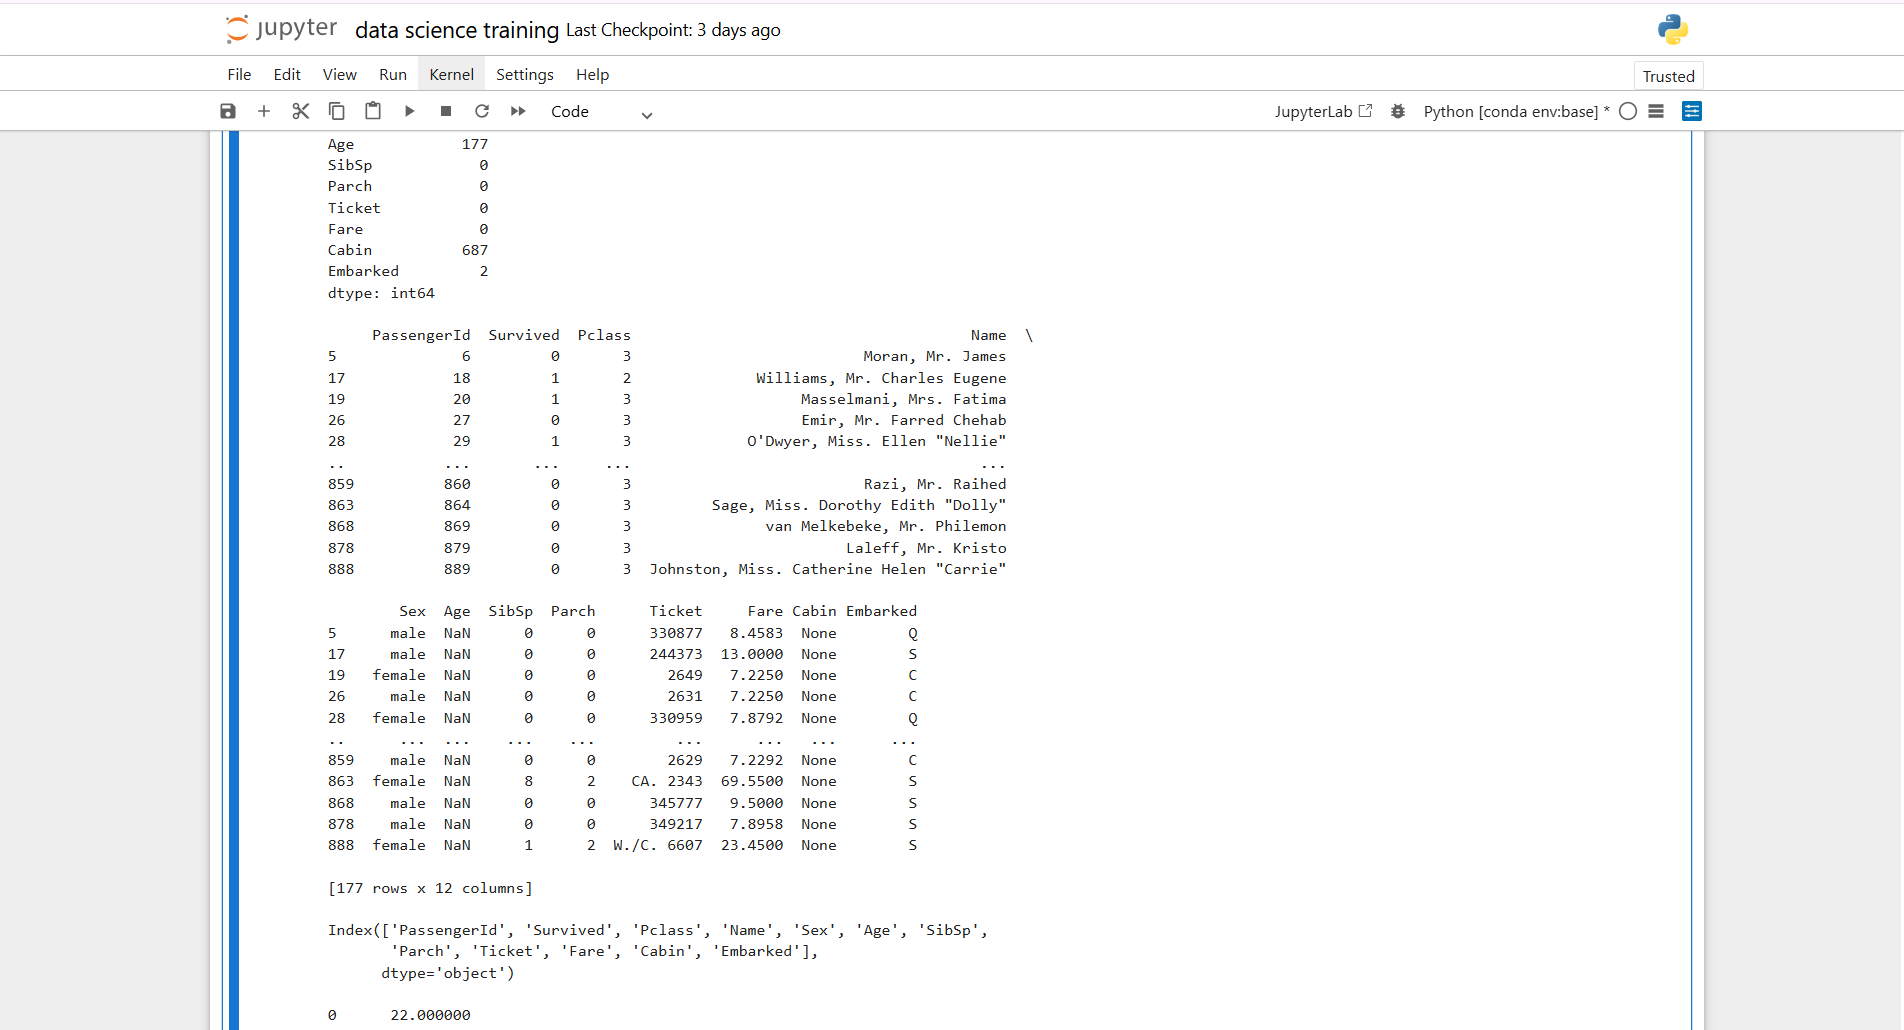 jupyter data science training Last Checkpoint: 3 days ago
File Edit View Run Kernel Settings Help
Trusted
Code
JupyterLab
Python [conda env:base] *
Age 177
SibSp 0
Parch 0
Ticket 0
Fare 0
Cabin 687
Embarked 2
dtype: int64
PassengerId Survived Pclass Name \
5 6 0 3 Moran, Mr. James
17 18 1 2 Williams, Mr. Charles Eugene
19 20 1 3 Masselmani, Mrs. Fatima
26 27 0 3 Emir, Mr. Farred Chehab
28 29 1 3 O'Dwyer, Miss. Ellen "Nellie"
.. ... ... ... ...
859 860 0 3 Razi, Mr. Raihed
863 864 0 3 Sage, Miss. Dorothy Edith "Dolly"
868 869 0 3 van Melkebeke, Mr. Philemon
878 879 0 3 Laleff, Mr. Kristo
888 889 0 3 Johnston, Miss. Catherine Helen "Carrie"
Sex Age SibSp Parch Ticket Fare Cabin Embarked
5 male NaN 0 0 330877 8.4583 None Q
17 male NaN 0 0 244373 13.0000 None S
19 female NaN 0 0 2649 7.2250 None C
26 male NaN 0 0 2631 7.2250 None C
28 female NaN 0 0 330959 7.8792 None Q
.. ... ... ... ... ... ... ... ...
859 male NaN 0 0 2629 7.2292 None C
863 female NaN 8 2 CA. 2343 69.5500 None S
868 male NaN 0 0 345777 9.5000 None S
878 male NaN 0 0 349217 7.8958 None S
888 female NaN 1 2 W./C. 6607 23.4500 None S
[177 rows x 12 columns]
Index(['PassengerId', 'Survived', 'Pclass', 'Name', 'Sex', 'Age', 'SibSp',
'Parch', 'Ticket', 'Fare', 'Cabin', 'Embarked'],
dtype='object')
0 22.000000